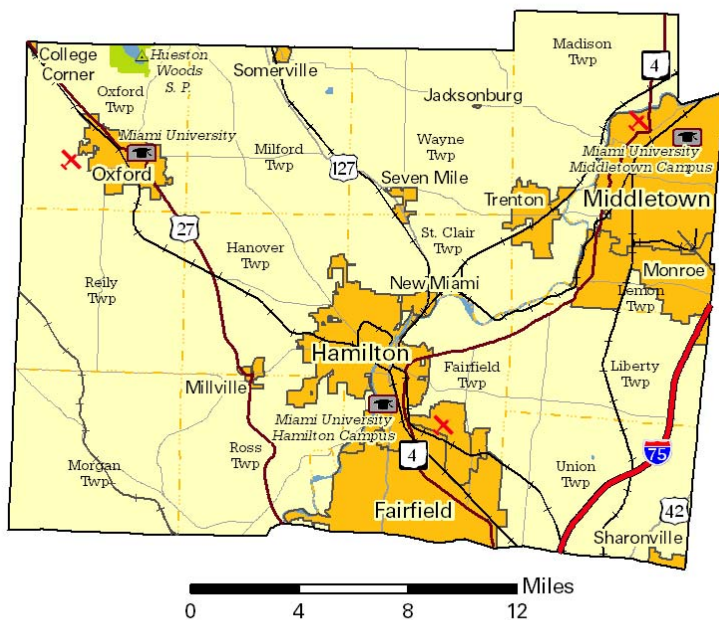 College
Corner
Hueston
Woods
S. P.
Somerville
Madison
Twp
4
Oxford
Twp
Jacksonburg
Miami University
Milford
Twp
Wayne
Twp
Miami University
Middletown Campus
Oxford
127
Seven Mile
Trenton
Middletown
27
Hanover
Twp
St. Clair
Twp
Reily
Twp
New Miami
Monroe
Lemon
Twp
Hamilton
Millville
Fairfield
Twp
Liberty
Twp
Miami University
Hamilton Campus
Ross
Twp
Morgan
Twp
4
75
Union
Twp
Fairfield
42
Sharonville
Miles
0 4 8 12